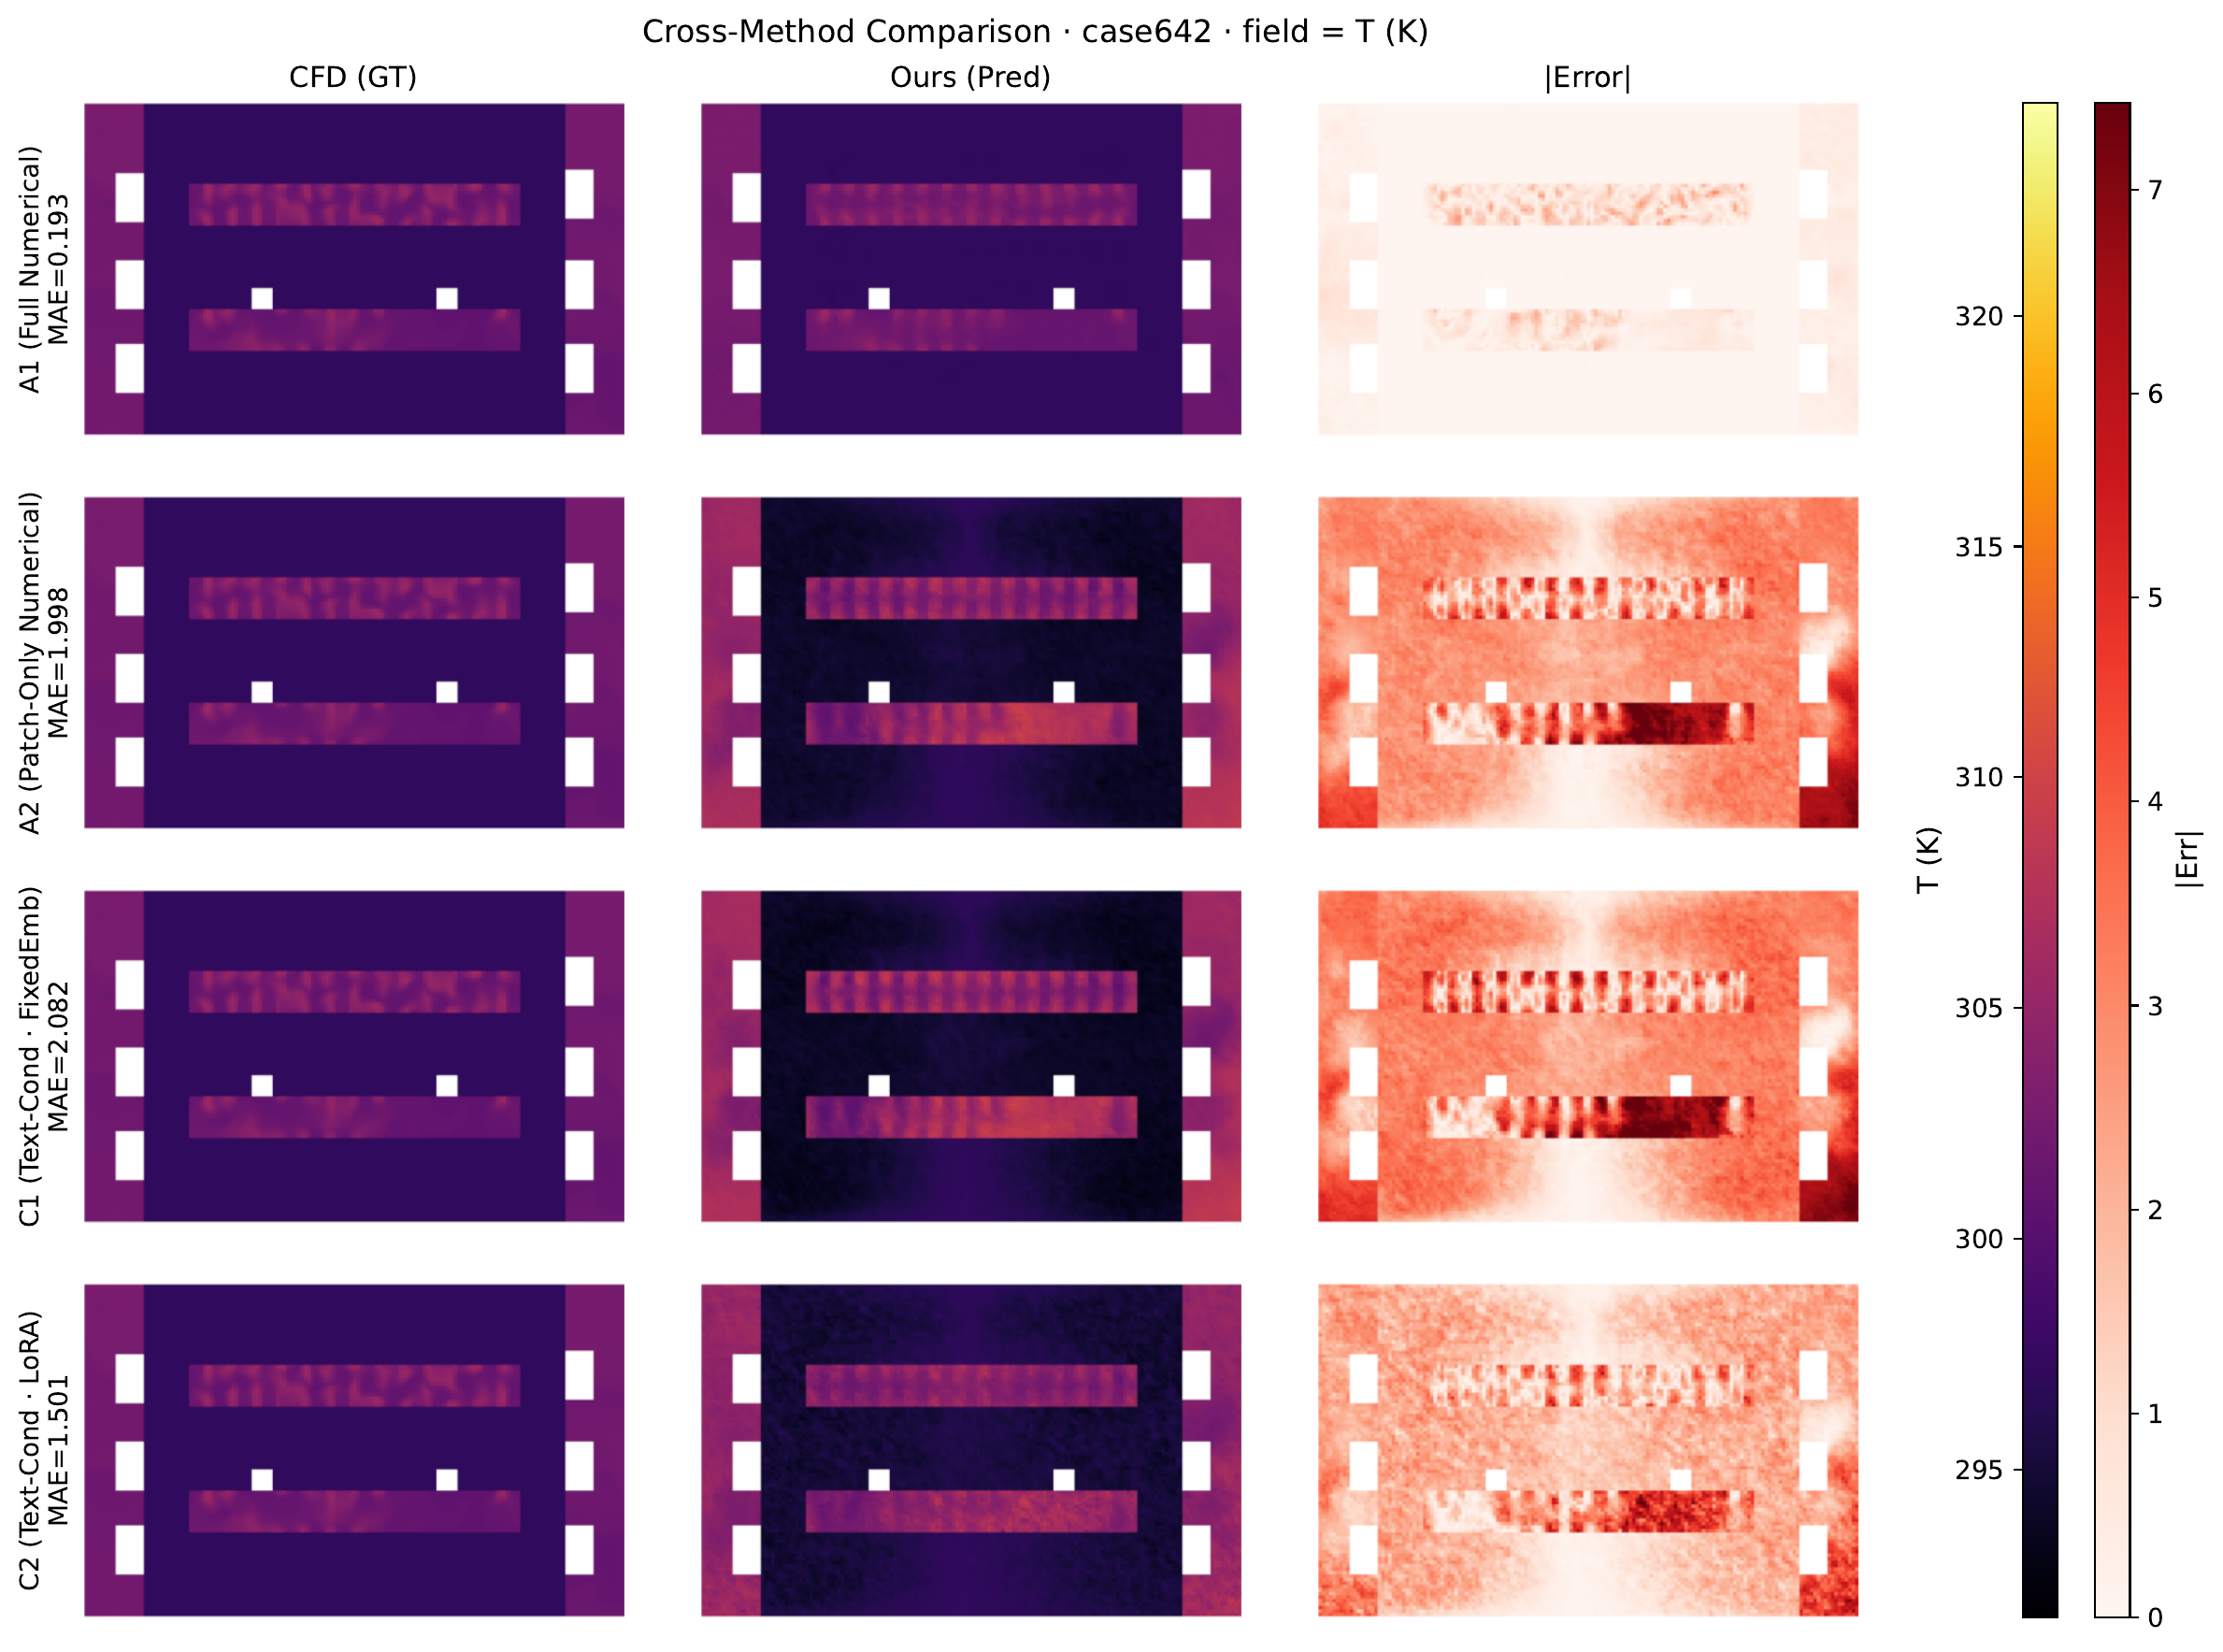 Cross-Method Comparison · case642 · field = T (K)
CFD (GT)
Ours (Pred)
|Error|
A1 (Full Numerical)
MAE=0.193
A2 (Patch-Only Numerical)
MAE=1.998
C1 (Text-Cond · FixedEmb)
MAE=2.082
C2 (Text-Cond · LoRA)
MAE=1.501
320
315
310
305
300
295
T (K)
7
6
5
4
3
2
1
0
|Err|